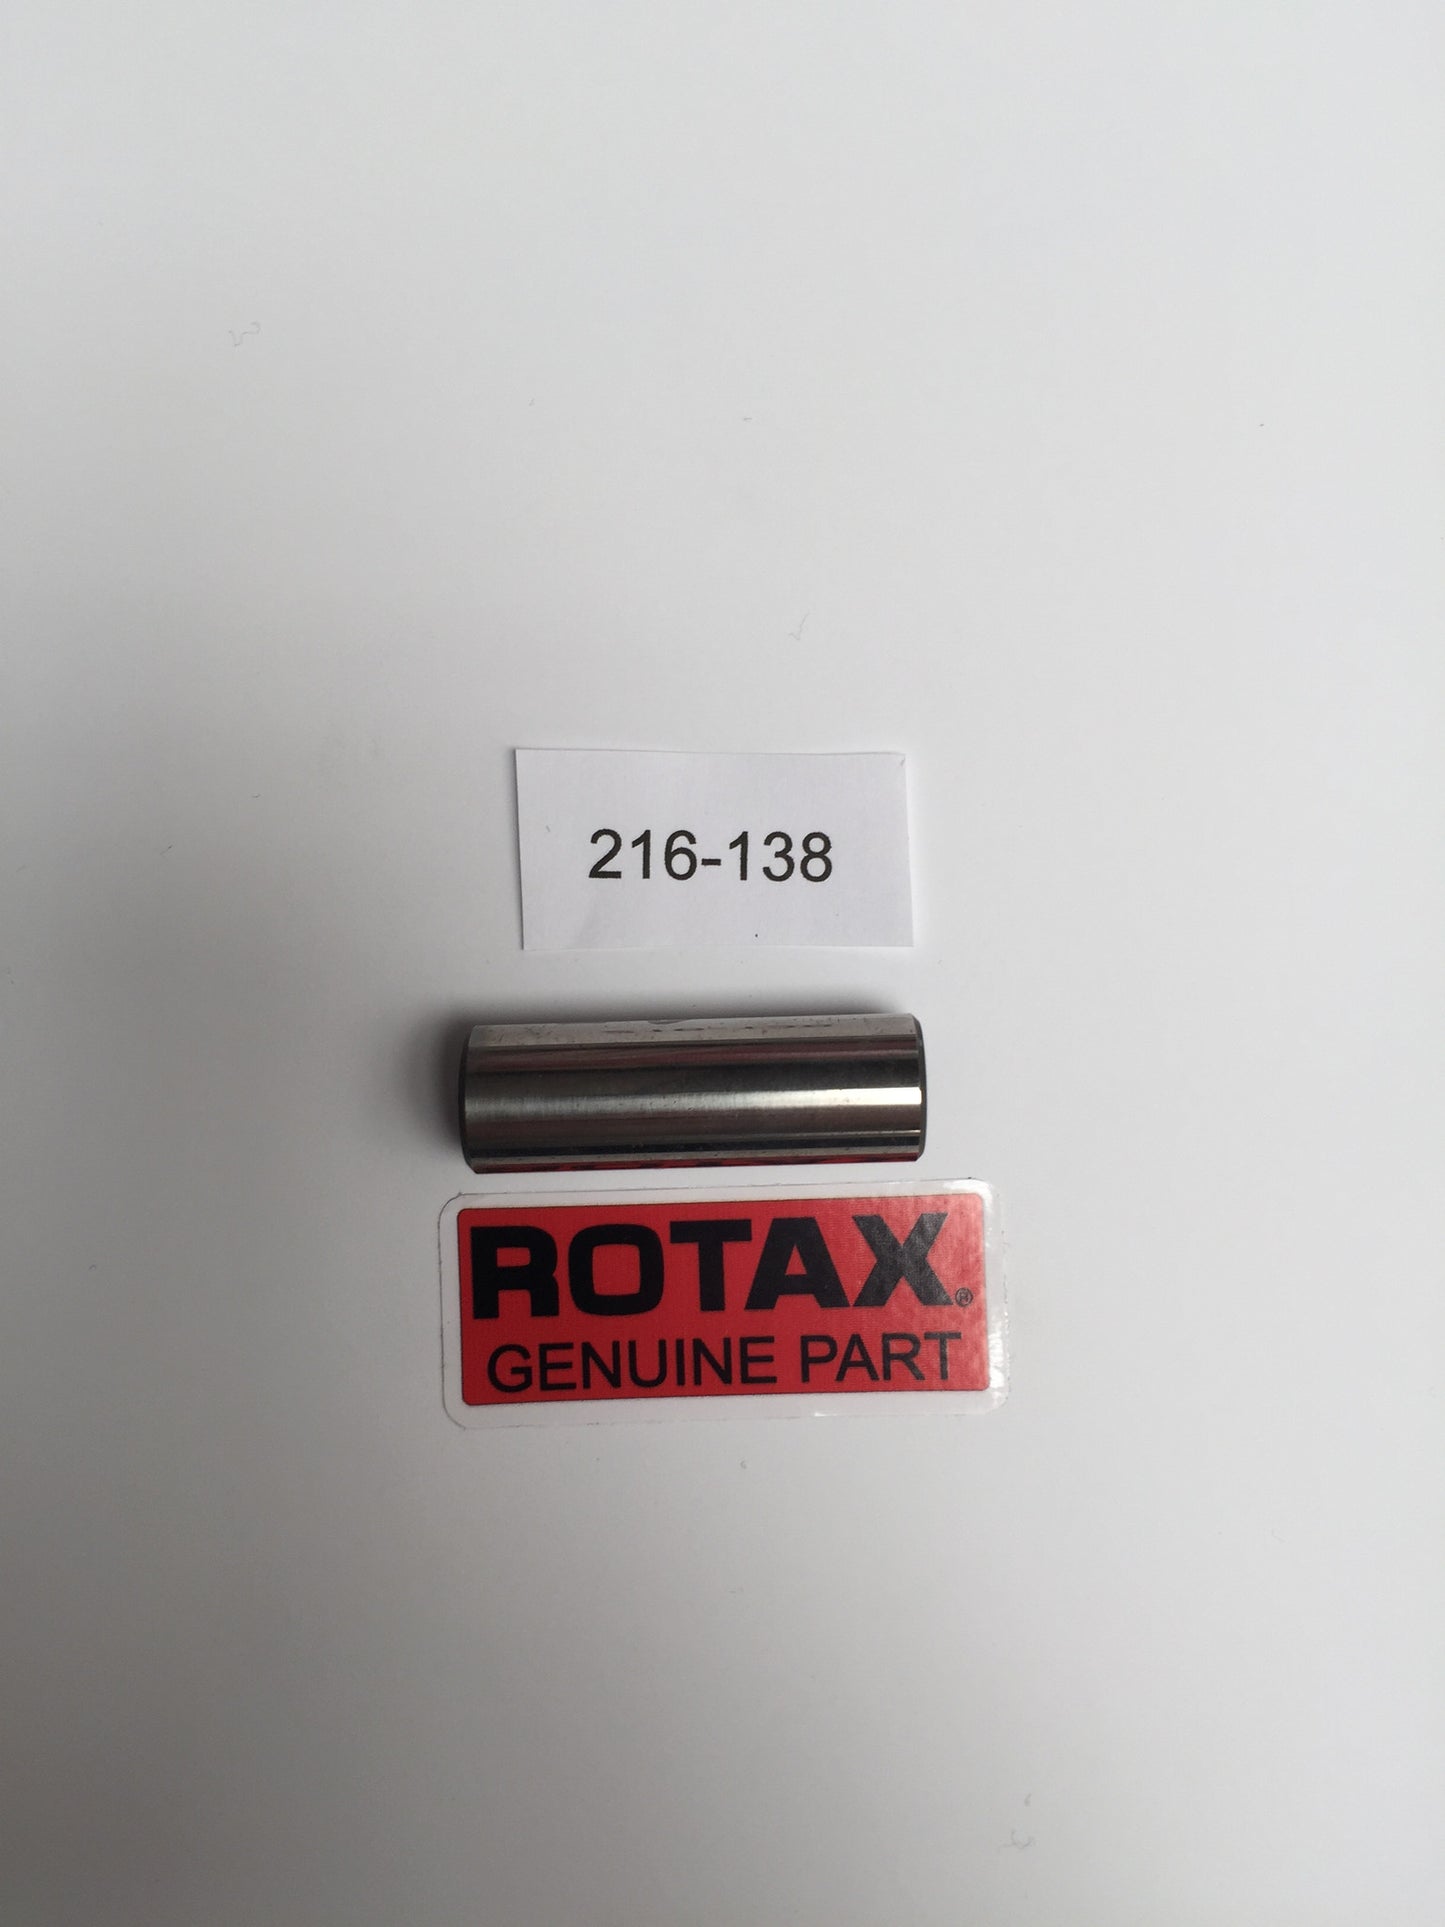 216-138
ROTAX®
GENUINE PART